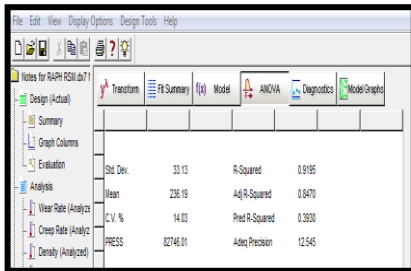 File Edit View Display Options Design Tools Help
Notes for RAPH RSM.dx7
Design (Actual)
Summary
Graph Columns
Evaluation
Analysis
Wear Rate (Analyze
Creep Rate (Analyz
Density (Analyzed)
yλ Transform Fit Summary f(x) Model ANOVA Diagnostics Model Graphs
Std. Dev. 33.13 R-Squared 0.9195
Mean 236.19 Adj R-Squared 0.8470
C.V. % 14.03 Pred R-Squared 0.3930
PRESS 82746.01 Adeq Precision 12.545